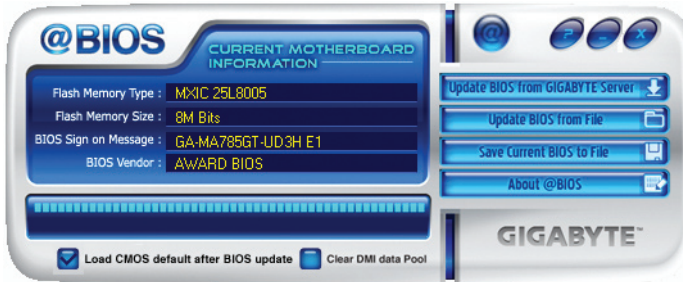 @BIOS
CURRENT MOTHERBOARD
INFORMATION
Flash Memory Type : MXIC 25L8005
Flash Memory Size : 8M Bits
BIOS Sign on Message : GA-MA785GT-UD3H E1
BIOS Vendor : AWARD BIOS
Load CMOS default after BIOS update
Clear DMI data Pool
@
? _ X
Update BIOS from GIGABYTE Server
Update BIOS from File
Save Current BIOS to File
About @BIOS
GIGABYTE™